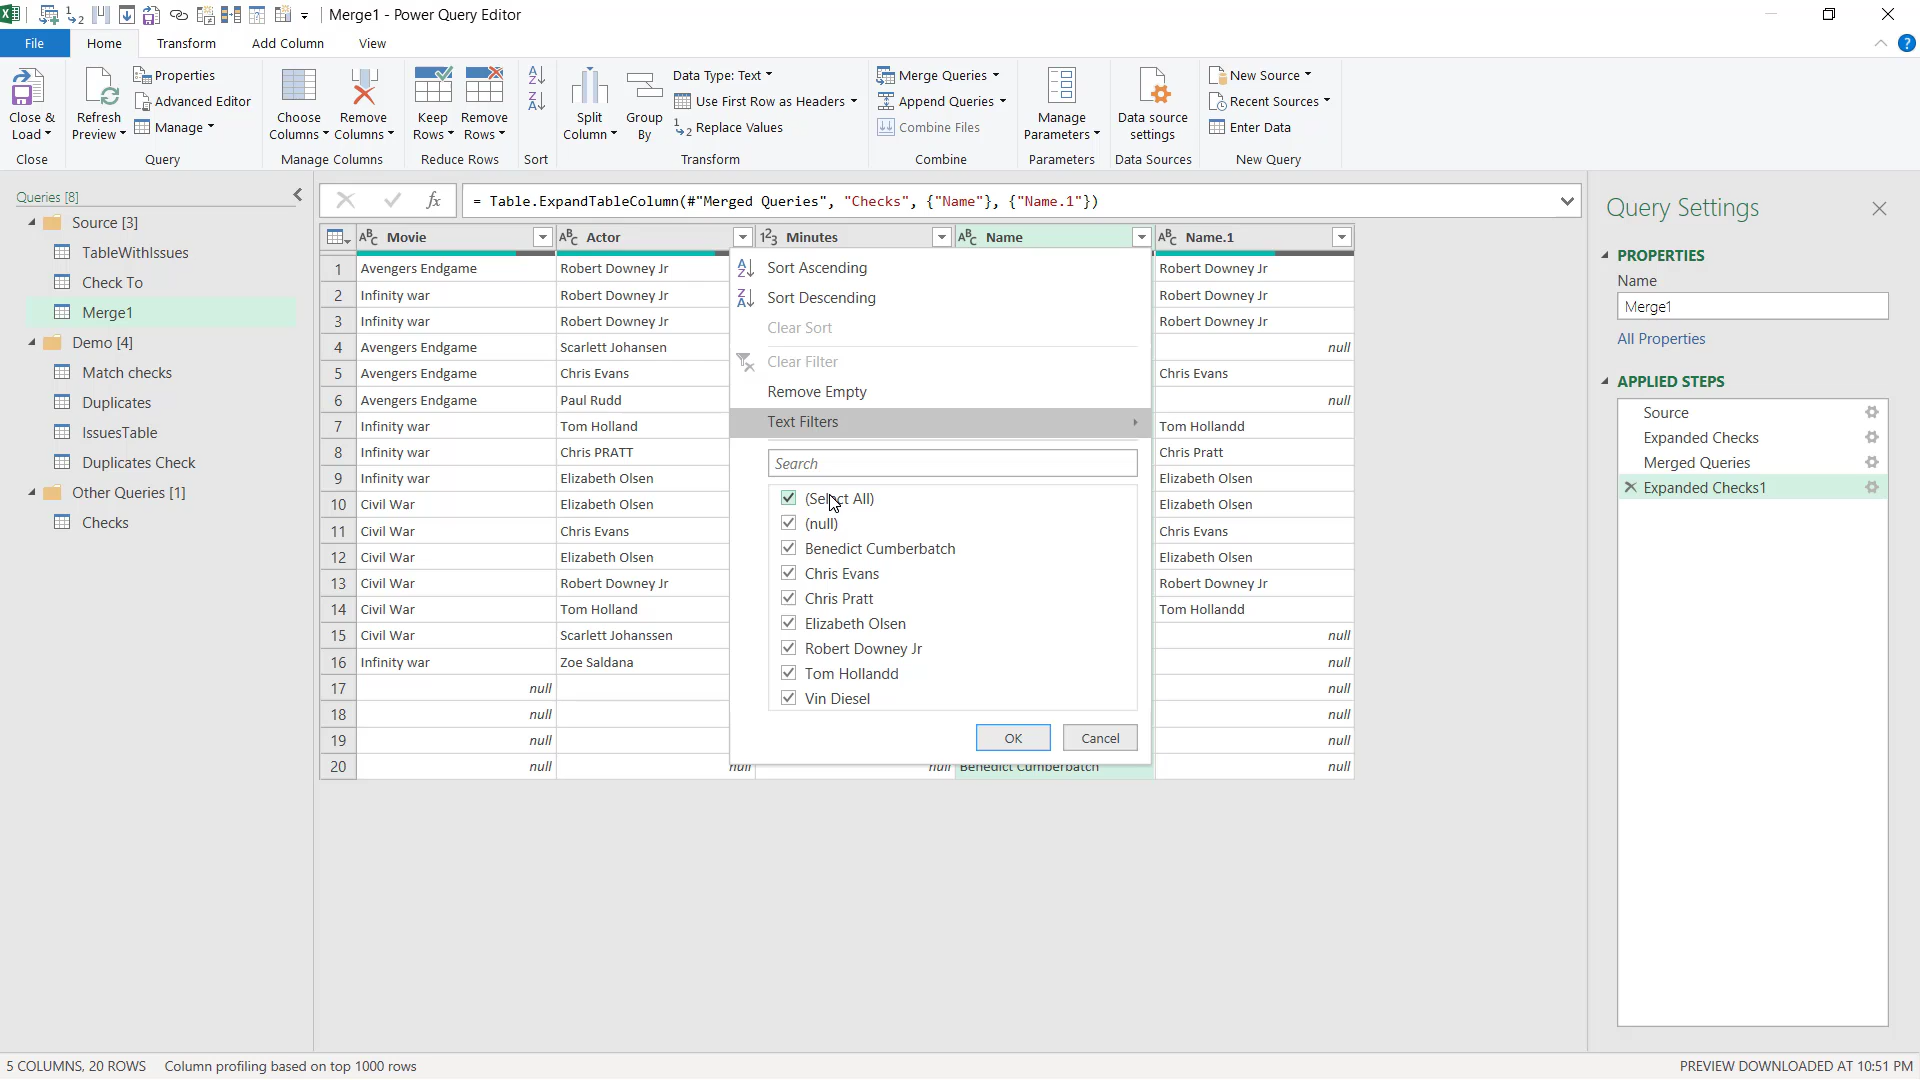 Merge1 - Power Query Editor
File
Home
Transform
Add Column
View
Close &
Load
Close
Refresh
Preview
Properties
Advanced Editor
Manage
Query
Choose
Columns
Remove
Columns
Manage Columns
Keep
Rows
Remove
Rows
Reduce Rows
Sort
Split
Column
Group
By
Data Type: Text
Use First Row as Headers
Replace Values
Transform
Merge Queries
Append Queries
Combine Files
Combine
Manage
Parameters
Parameters
Data source
settings
Data Sources
New Source
Recent Sources
Enter Data
New Query
Queries [8]
Source [3]
TableWithIssues
Check To
Merge1
Demo [4]
Match checks
Duplicates
IssuesTable
Duplicates Check
Other Queries [1]
Checks
fx = Table.ExpandTableColumn(#"Merged Queries", "Checks", {"Name"}, {"Name.1"})
ABC Movie ABC Actor 123 Minutes ABC Name ABC Name.1
1 Avengers Endgame Robert Downey Jr Robert Downey Jr
2 Infinity war Robert Downey Jr Robert Downey Jr
3 Infinity war Robert Downey Jr Robert Downey Jr
4 Avengers Endgame Scarlett Johansen null
5 Avengers Endgame Chris Evans Chris Evans
6 Avengers Endgame Paul Rudd null
7 Infinity war Tom Holland Tom Hollandd
8 Infinity war Chris PRATT Chris Pratt
9 Infinity war Elizabeth Olsen Elizabeth Olsen
10 Civil War Elizabeth Olsen Elizabeth Olsen
11 Civil War Chris Evans Chris Evans
12 Civil War Elizabeth Olsen Elizabeth Olsen
13 Civil War Robert Downey Jr Robert Downey Jr
14 Civil War Tom Holland Tom Hollandd
15 Civil War Scarlett Johanssen null
16 Infinity war Zoe Saldana null
17 null null
18 null null
19 null null
20 null null null Benedict Cumberbatch null
Sort Ascending
Sort Descending
Clear Sort
Clear Filter
Remove Empty
Text Filters
Search
(Select All)
(null)
Benedict Cumberbatch
Chris Evans
Chris Pratt
Elizabeth Olsen
Robert Downey Jr
Tom Hollandd
Vin Diesel
OK
Cancel
Query Settings
PROPERTIES
Name
Merge1
All Properties
APPLIED STEPS
Source
Expanded Checks
Merged Queries
Expanded Checks1
5 COLUMNS, 20 ROWS
Column profiling based on top 1000 rows
PREVIEW DOWNLOADED AT 10:51 PM